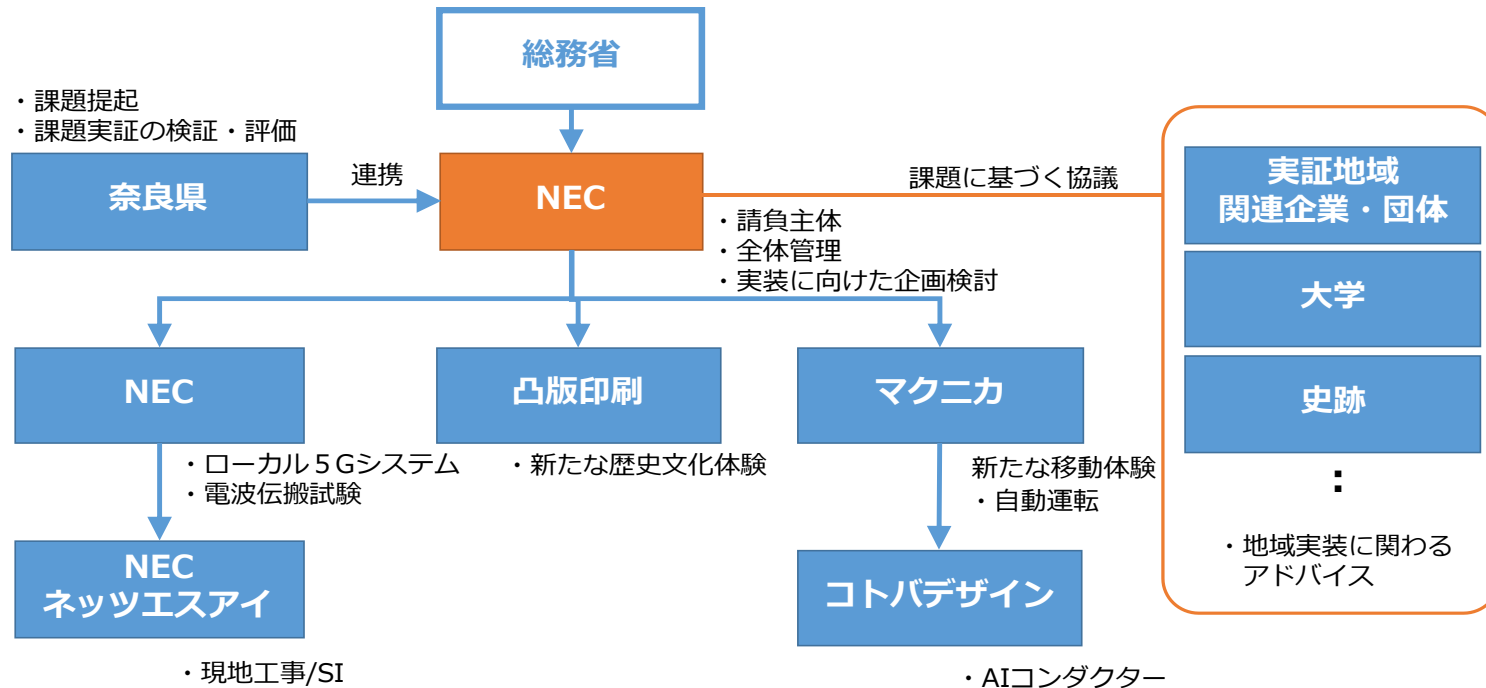 総務省
・課題提起
・課題実証の検証・評価
奈良県
連携
NEC
課題に基づく協議
・請負主体
・全体管理
・実装に向けた企画検討
実証地域
関連企業・団体
大学
史跡
:
・地域実装に関わる
アドバイス
NEC
凸版印刷
マクニカ
・ローカル5Gシステム
・電波伝搬試験
・新たな歴史文化体験
新たな移動体験
・自動運転
NEC
ネッツエスアイ
コトバデザイン
・現地工事/SI
・AIコンダクター